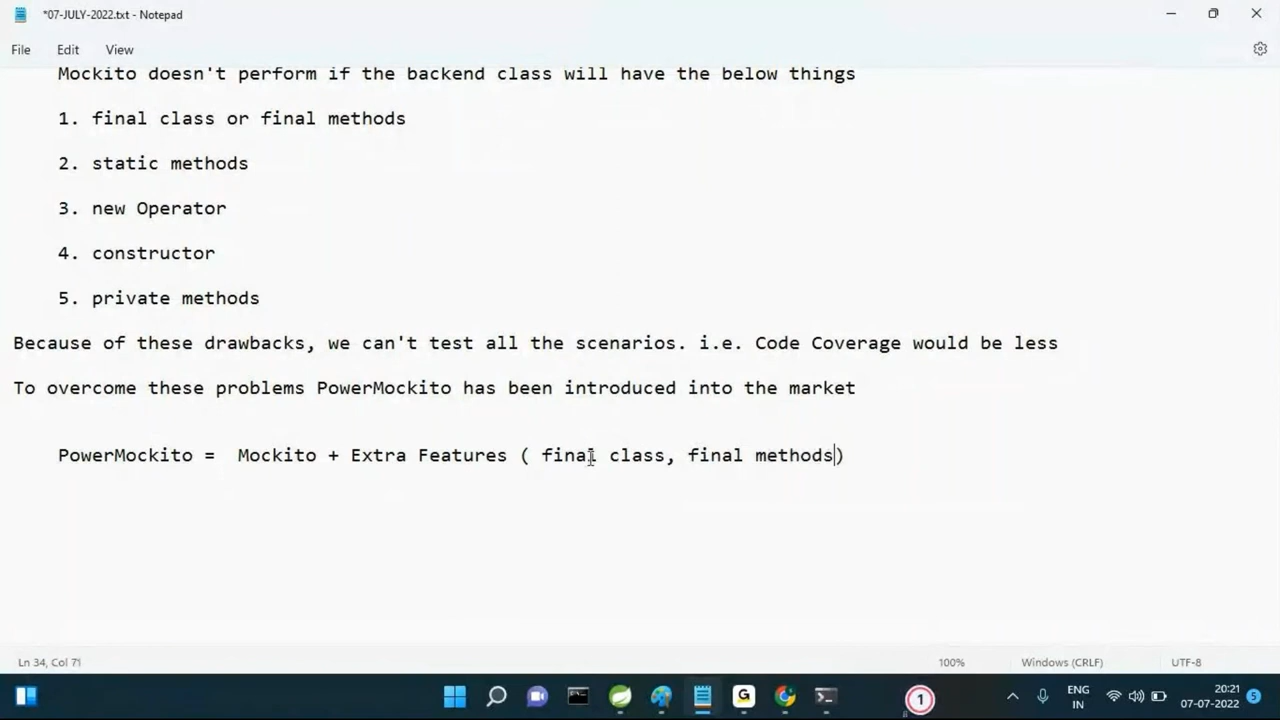 *07-JULY-2022.txt - Notepad
File Edit View
Mockito doesn't perform if the backend class will have the below things
1. final class or final methods
2. static methods
3. new Operator
4. constructor
5. private methods
Because of these drawbacks, we can't test all the scenarios. i.e. Code Coverage would be less
To overcome these problems PowerMockito has been introduced into the market
PowerMockito = Mockito + Extra Features ( final class, final methods)
Ln 34, Col 71 100% Windows (CRLF) UTF-8
G 1 ENG IN 20:21 07-07-2022 5